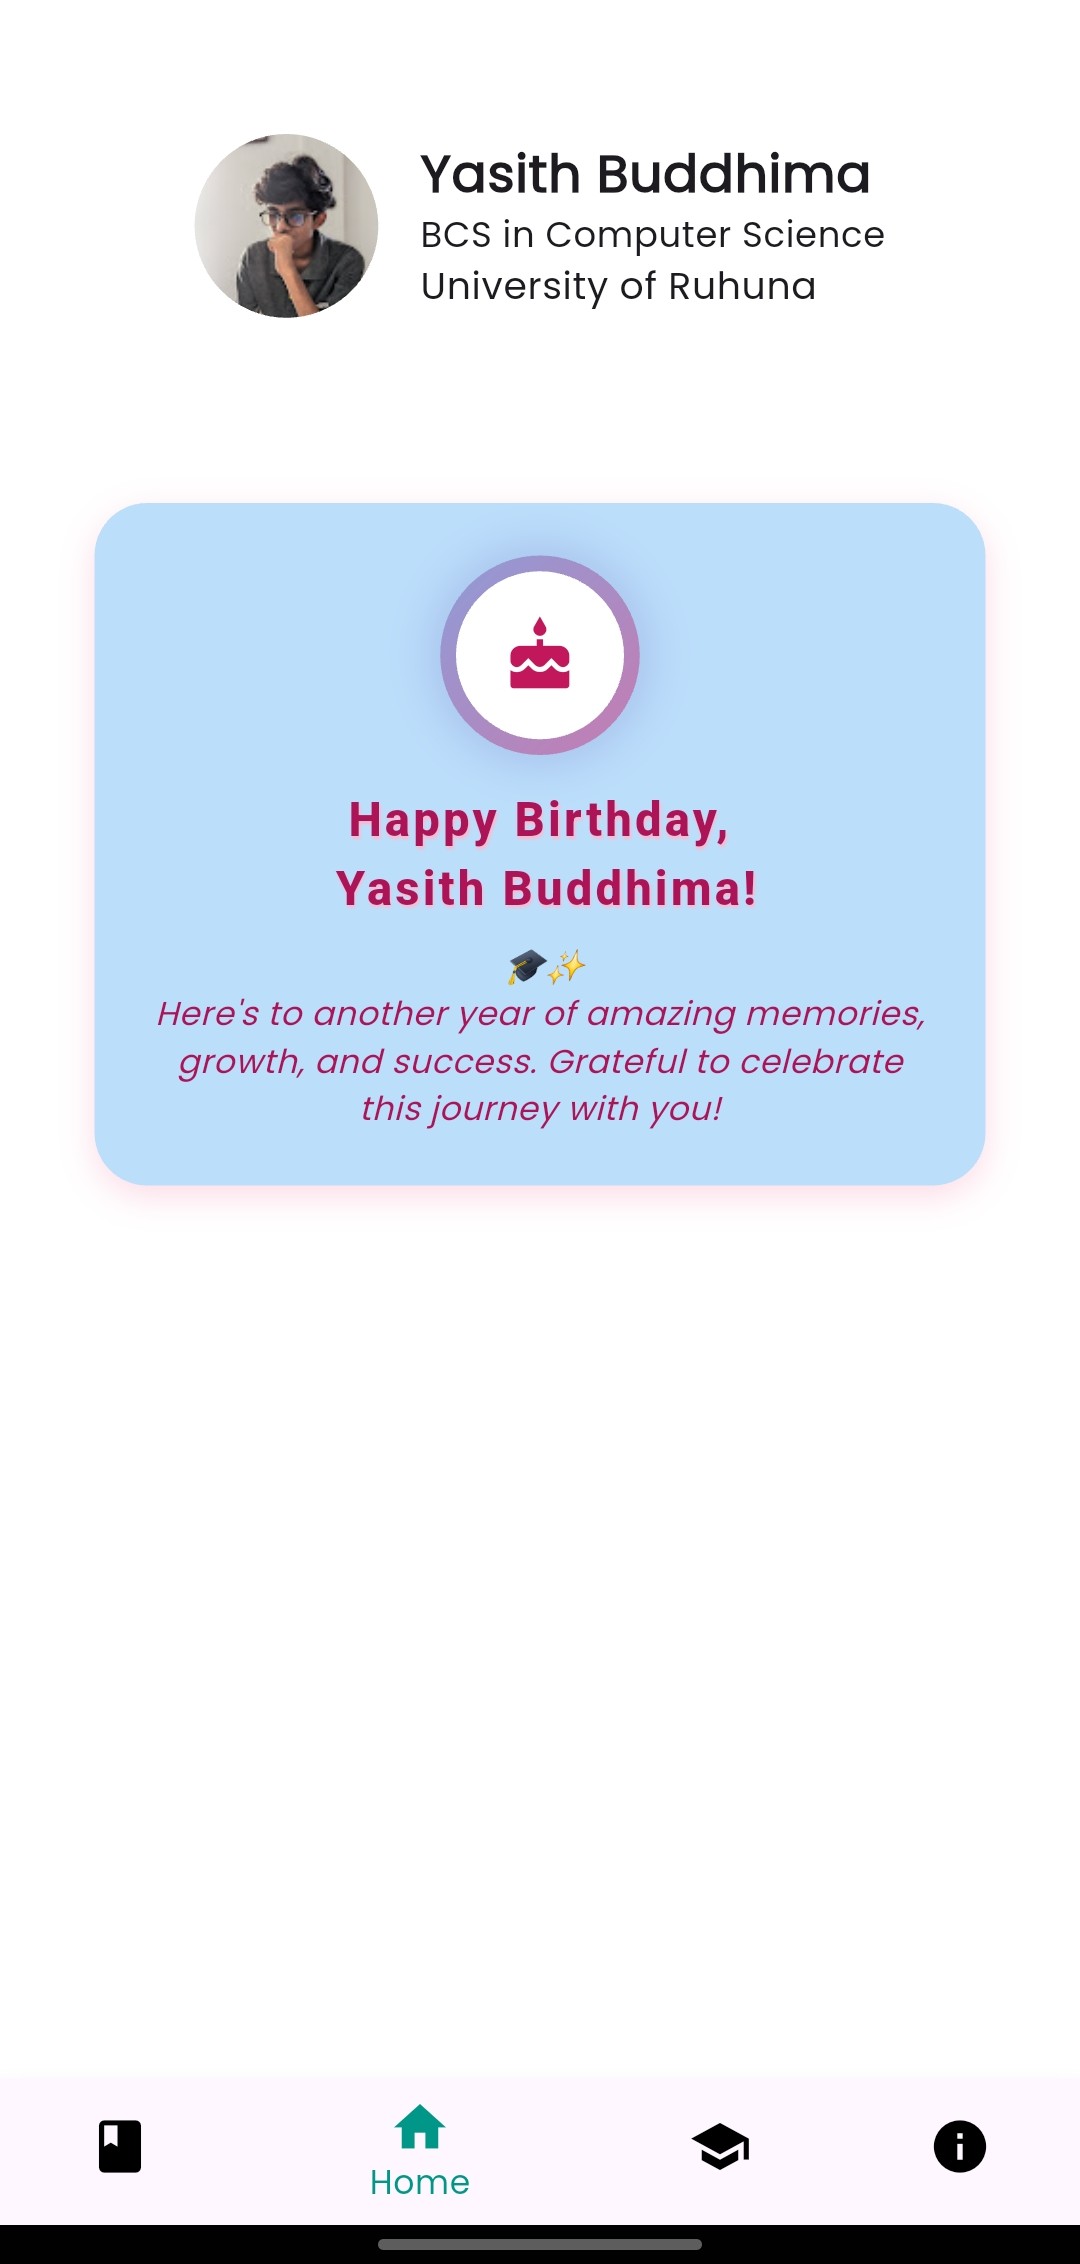 Yasith Buddhima
BCS in Computer Science
University of Ruhuna
Happy Birthday,
Yasith Buddhima!
🎓✨
Here's to another year of amazing memories,
growth, and success. Grateful to celebrate
this journey with you!
Home